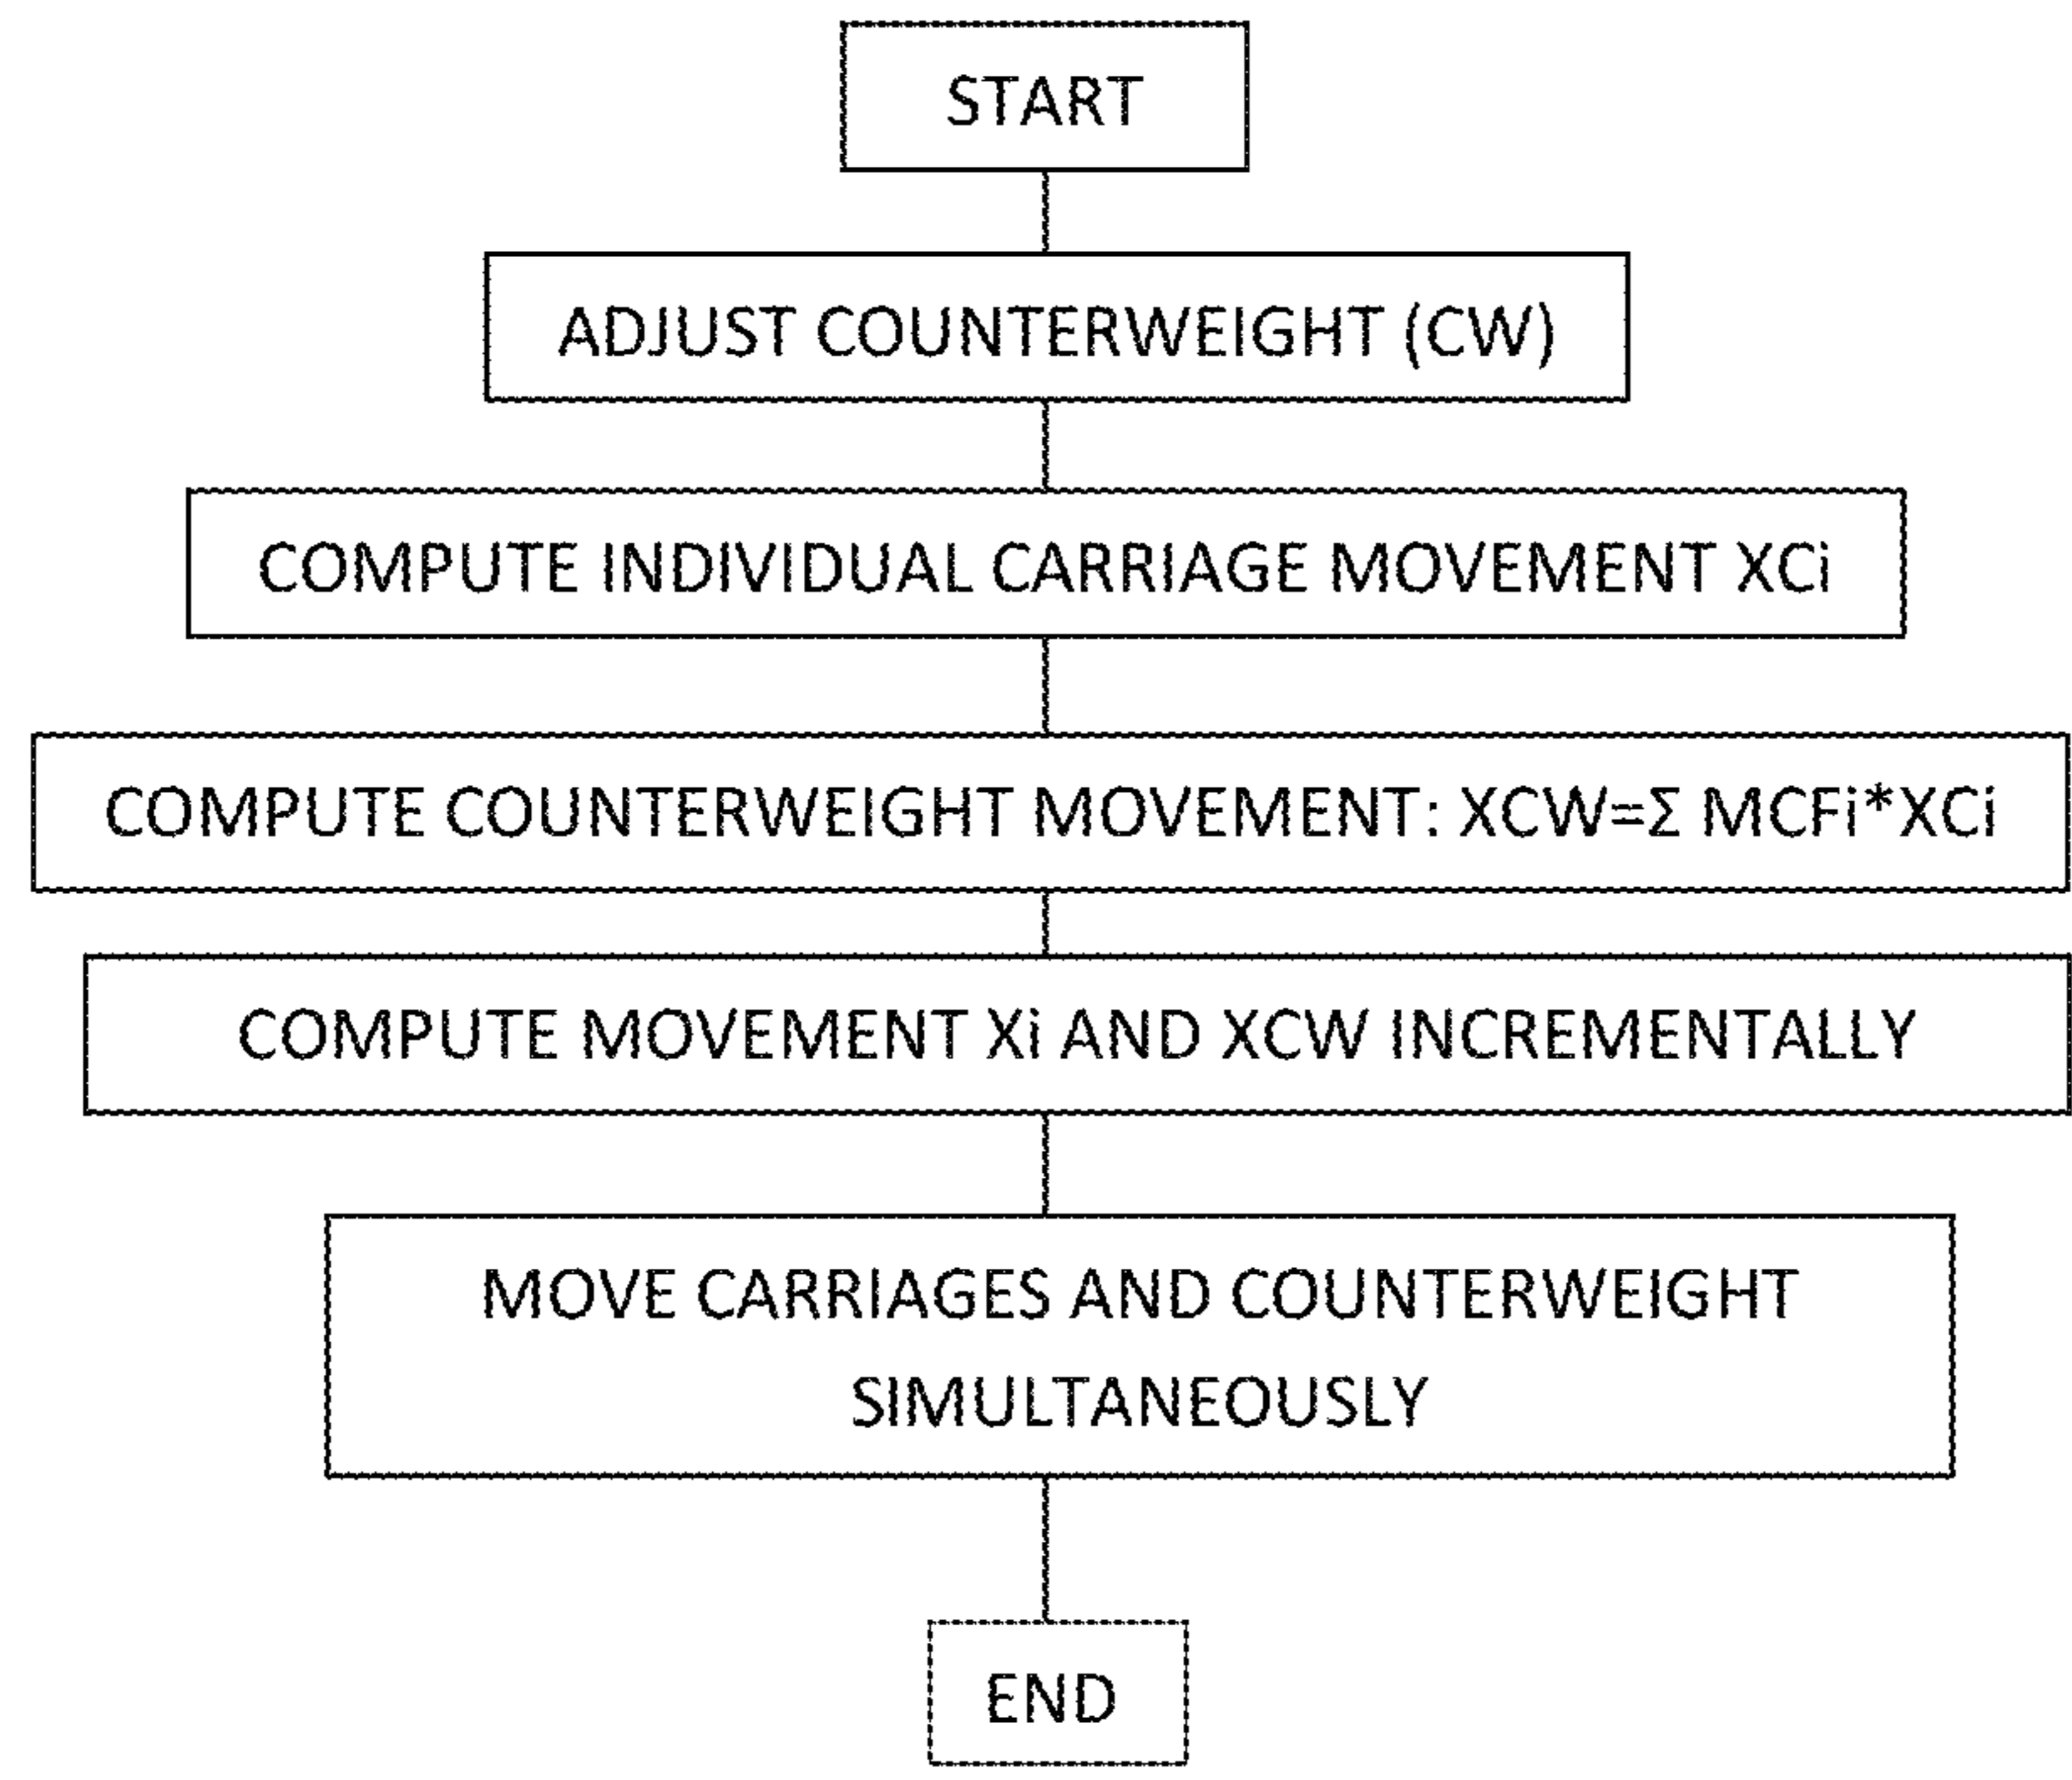 START
ADJUST COUNTERWEIGHT (CW)
COMPUTE INDIVIDUAL CARRIAGE MOVEMENT XCi
COMPUTE COUNTERWEIGHT MOVEMENT: XCW=Σ MCFi*XCi
COMPUTE MOVEMENT Xi AND XCW INCREMENTALLY
MOVE CARRIAGES AND COUNTERWEIGHT
SIMULTANEOUSLY
END